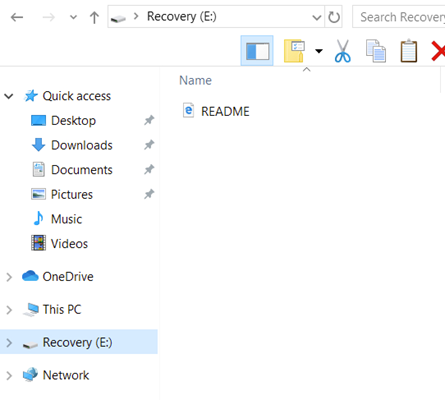 Recovery (E:)
Search Recovery
Name
README
Quick access
Desktop
Downloads
Documents
Pictures
Music
Videos
OneDrive
This PC
Recovery (E:)
Network